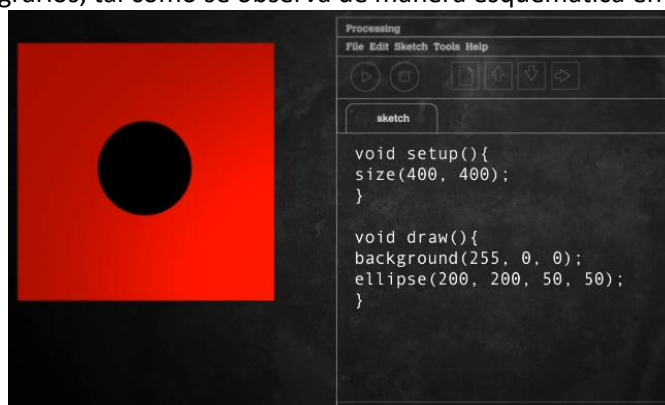 tal como se observa de manera esquemática en
Processing
File Edit Sketch Tools Help
sketch
void setup(){
size(400, 400);
}
void draw(){
background(255, 0, 0);
ellipse(200, 200, 50, 50);
}